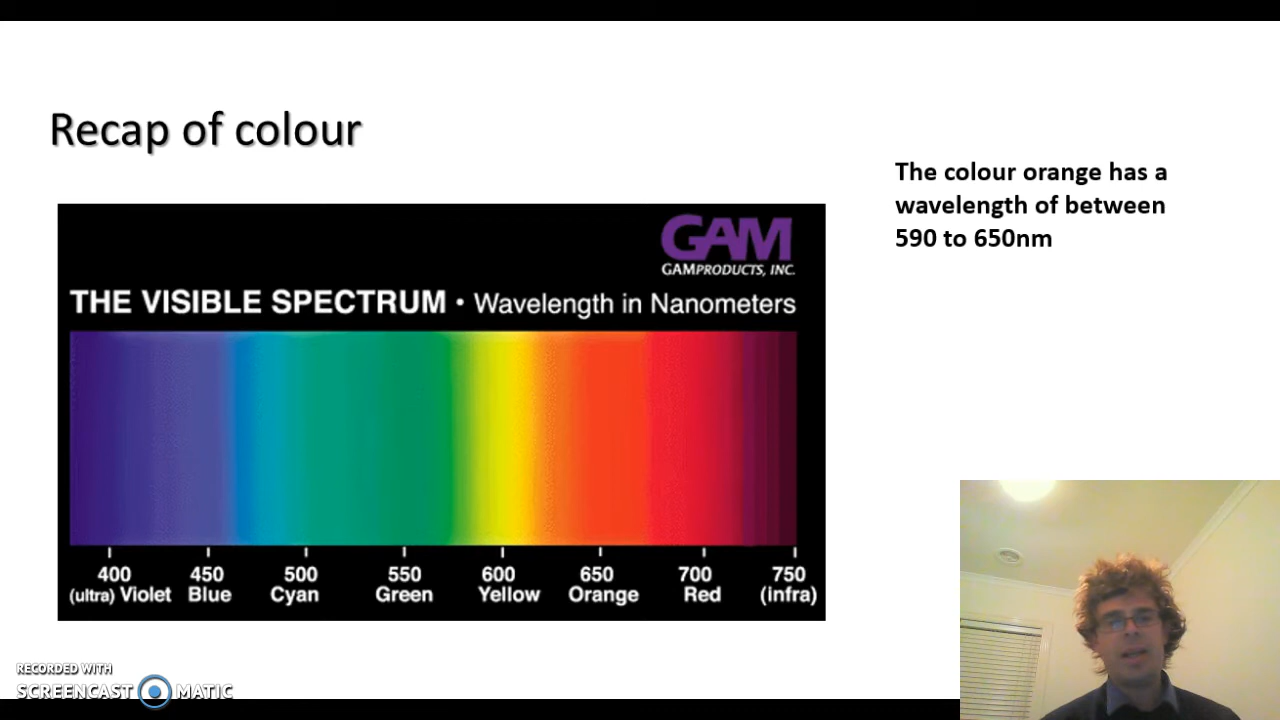 Recap of colour
The colour orange has a
wavelength of between
590 to 650nm
GAM
GAMPRODUCTS, INC.
THE VISIBLE SPECTRUM • Wavelength in Nanometers
400 450 500 550 600 650 700 750
(ultra) Violet Blue Cyan Green Yellow Orange Red (infra)
RECORDED WITH
SCREENCAST MATIC